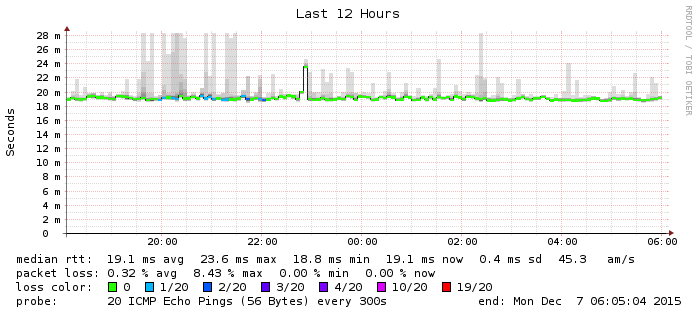 Last 12 Hours
RRDTOOL / TOBI OETIKER
Seconds
28 m
26 m
24 m
22 m
20 m
18 m
16 m
14 m
12 m
10 m
8 m
6 m
4 m
2 m
0
20:00 22:00 00:00 02:00 04:00 06:00
median rtt: 19.1 ms avg 23.6 ms max 18.8 ms min 19.1 ms now 0.4 ms sd 45.3 am/s
packet loss: 0.32 % avg 8.43 % max 0.00 % min 0.00 % now
loss color: 0 1/20 2/20 3/20 4/20 10/20 19/20
probe: 20 ICMP Echo Pings (56 Bytes) every 300s end: Mon Dec 7 06:05:04 2015